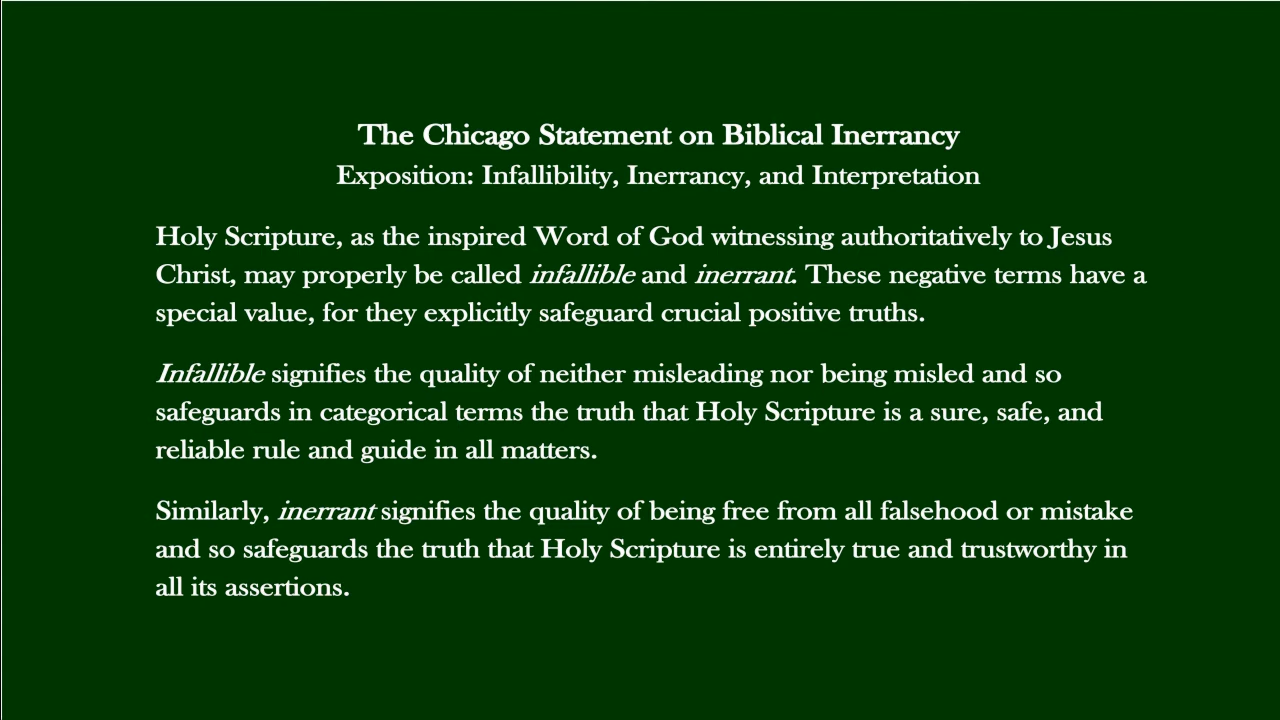 The Chicago Statement on Biblical Inerrancy
Exposition: Infallibility, Inerrancy, and Interpretation
Holy Scripture, as the inspired Word of God witnessing authoritatively to Jesus
Christ, may properly be called infallible and inerrant. These negative terms have a
special value, for they explicitly safeguard crucial positive truths.
Infallible signifies the quality of neither misleading nor being misled and so
safeguards in categorical terms the truth that Holy Scripture is a sure, safe, and
reliable rule and guide in all matters.
Similarly, inerrant signifies the quality of being free from all falsehood or mistake
and so safeguards the truth that Holy Scripture is entirely true and trustworthy in
all its assertions.